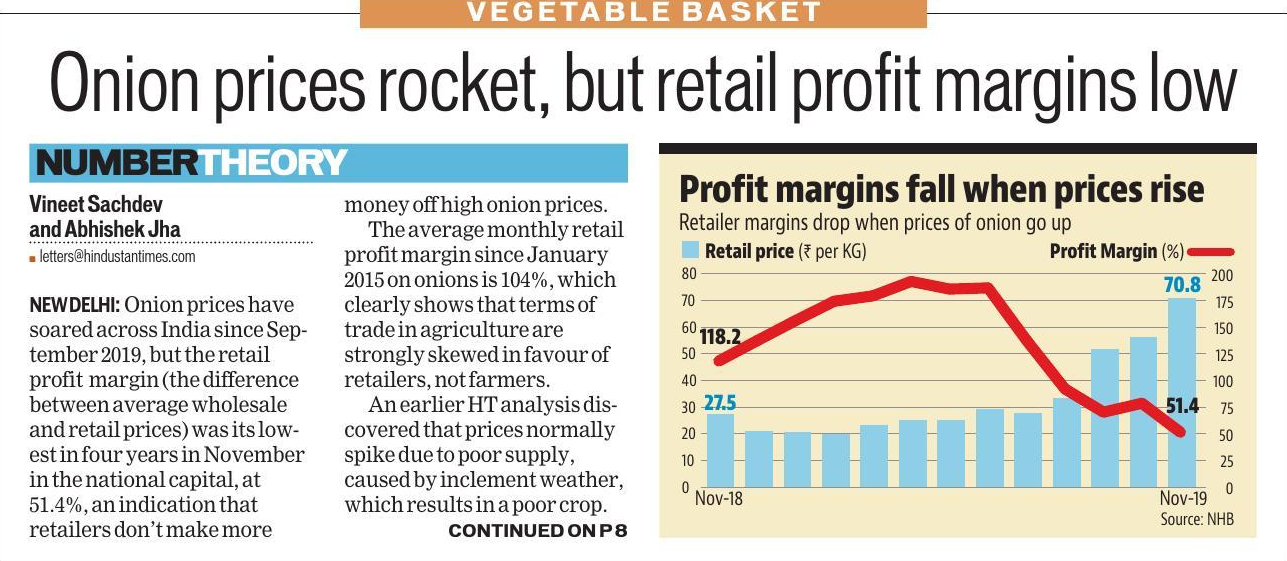 VEGETABLE BASKET
Onion prices rocket, but retail profit margins low
NUMBERTHEORY
Vineet Sachdev
and Abhishek Jha
letters@hindustantimes.com
NEW DELHI: Onion prices have
soared across India since Sep-
tember 2019, but the retail
profit margin (the difference
between average wholesale
and retail prices) was its low-
est in four years in November
in the national capital, at
51.4%, an indication that
retailers don't make more
money off high onion prices.
The average monthly retail
profit margin since January
2015 on onions is 104%, which
clearly shows that terms of
trade in agriculture are
strongly skewed in favour of
retailers, not farmers.
An earlier HT analysis dis-
covered that prices normally
spike due to poor supply,
caused by inclement weather,
which results in a poor crop.
CONTINUED ON P 8
Profit margins fall when prices rise
Retailer margins drop when prices of onion go up
Retail price (₹ per KG) Profit Margin (%)
80 200
70 70.8 175
60 118.2 150
50 125
40 100
30 27.5 51.4 75
20 50
10 25
0 0
Nov-18 Nov-19
Source: NHB